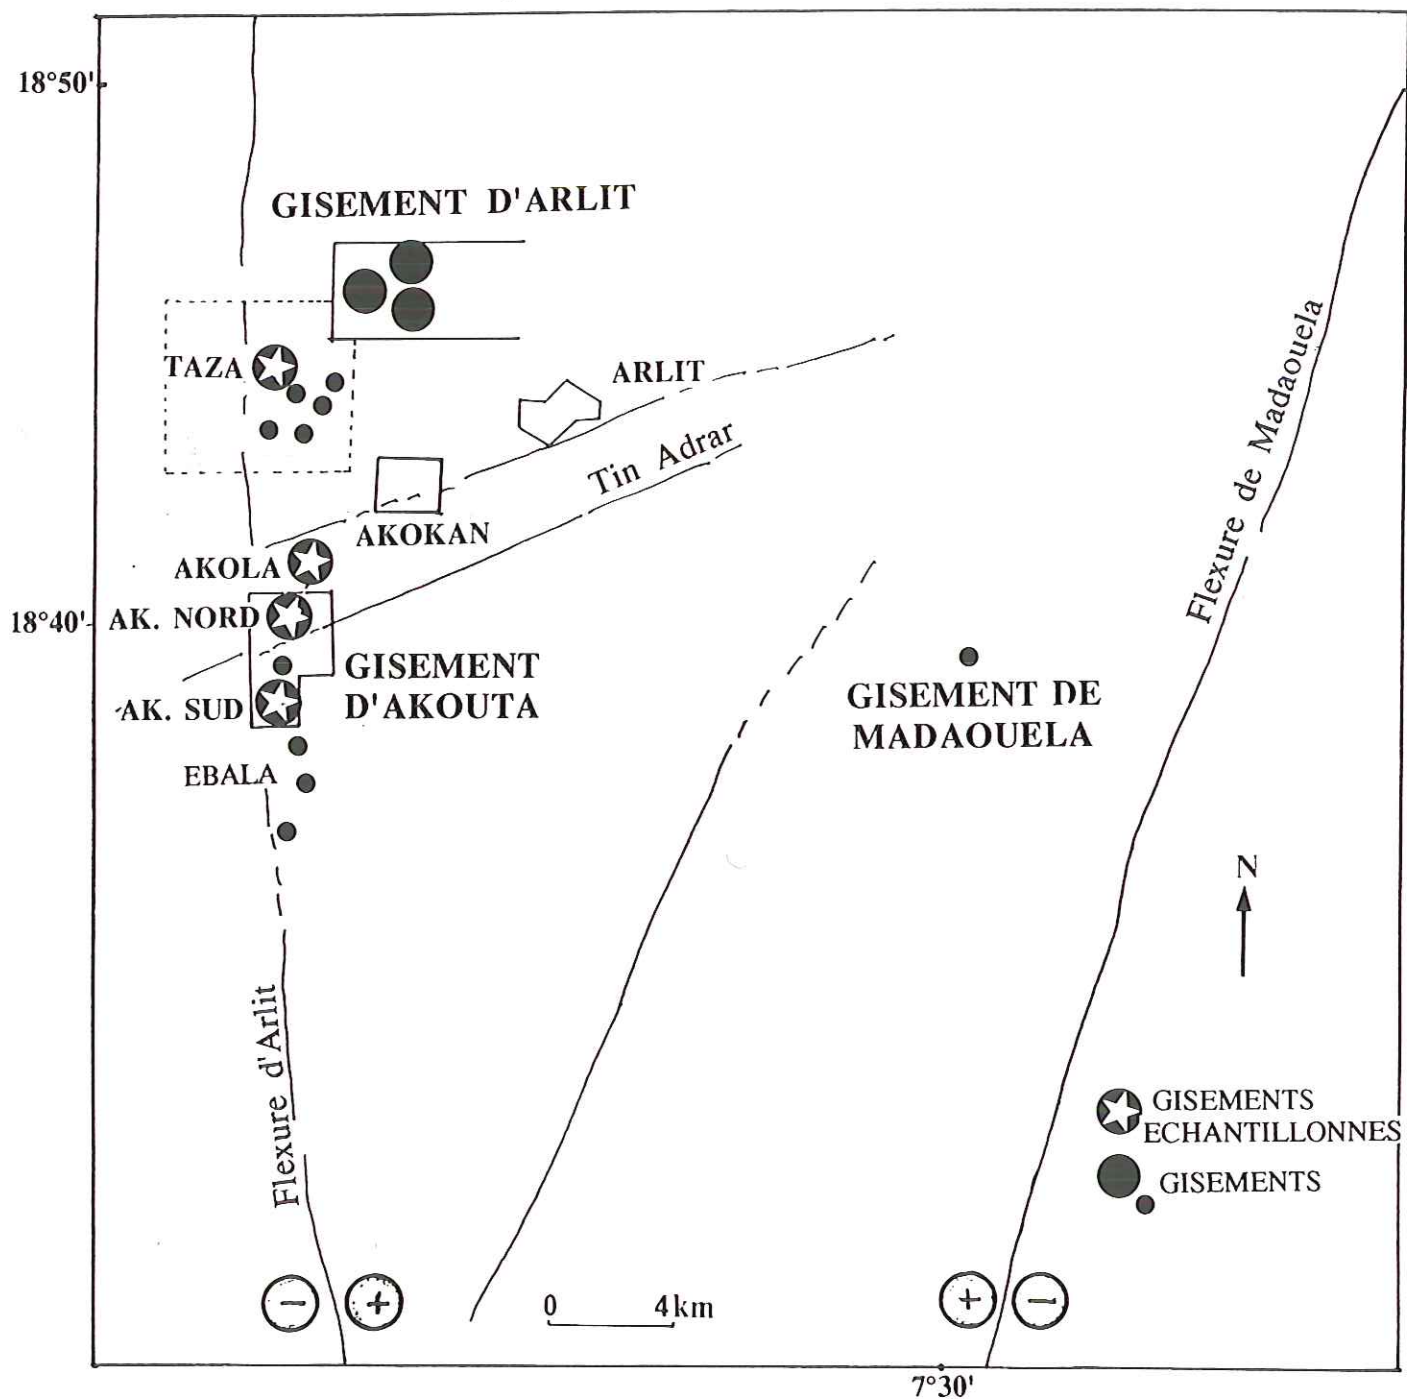 18°50'
GISEMENT D'ARLIT
TAZA
ARLIT
Tin Adrar
AKOKAN
AKOLA
18°40'
AK. NORD
GISEMENT
D'AKOUTA
AK. SUD
EBALA
GISEMENT DE
MADAOUELA
Flexure de Madaouela
N
Flexure d'Arlit
GISEMENTS
ECHANTILLONNES
GISEMENTS
− +
0 4km
+ −
7°30'